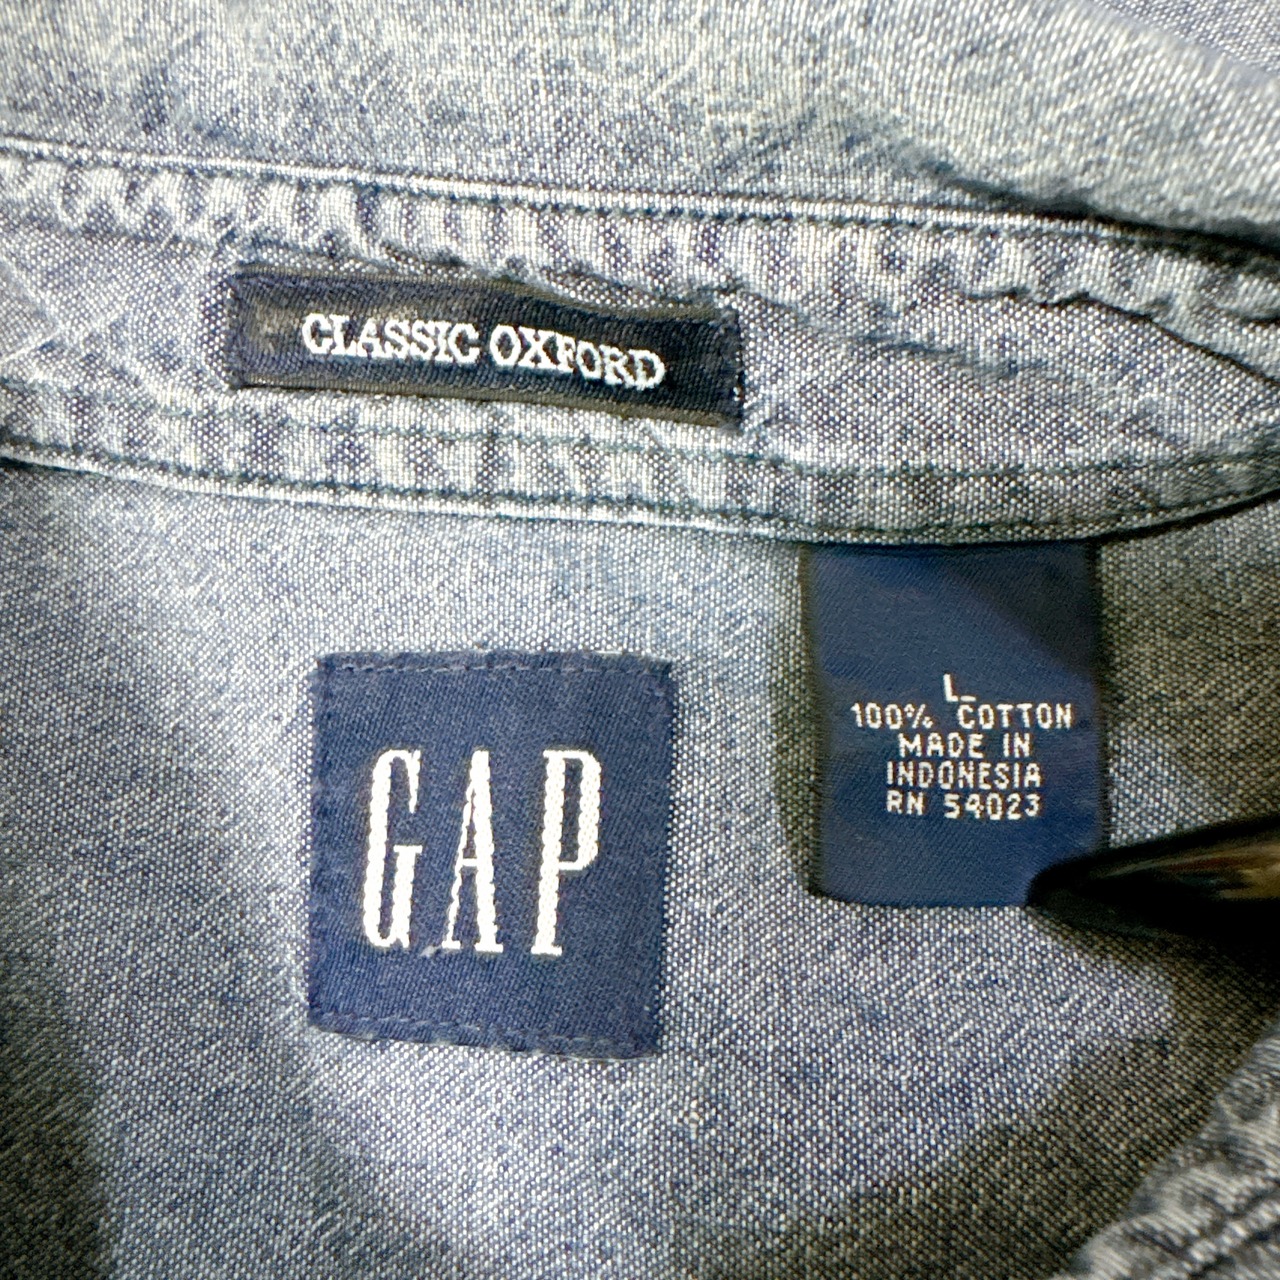 CLASSIC OXFORD
GAP
L
100% COTTON
MADE IN
INDONESIA
RN 54023